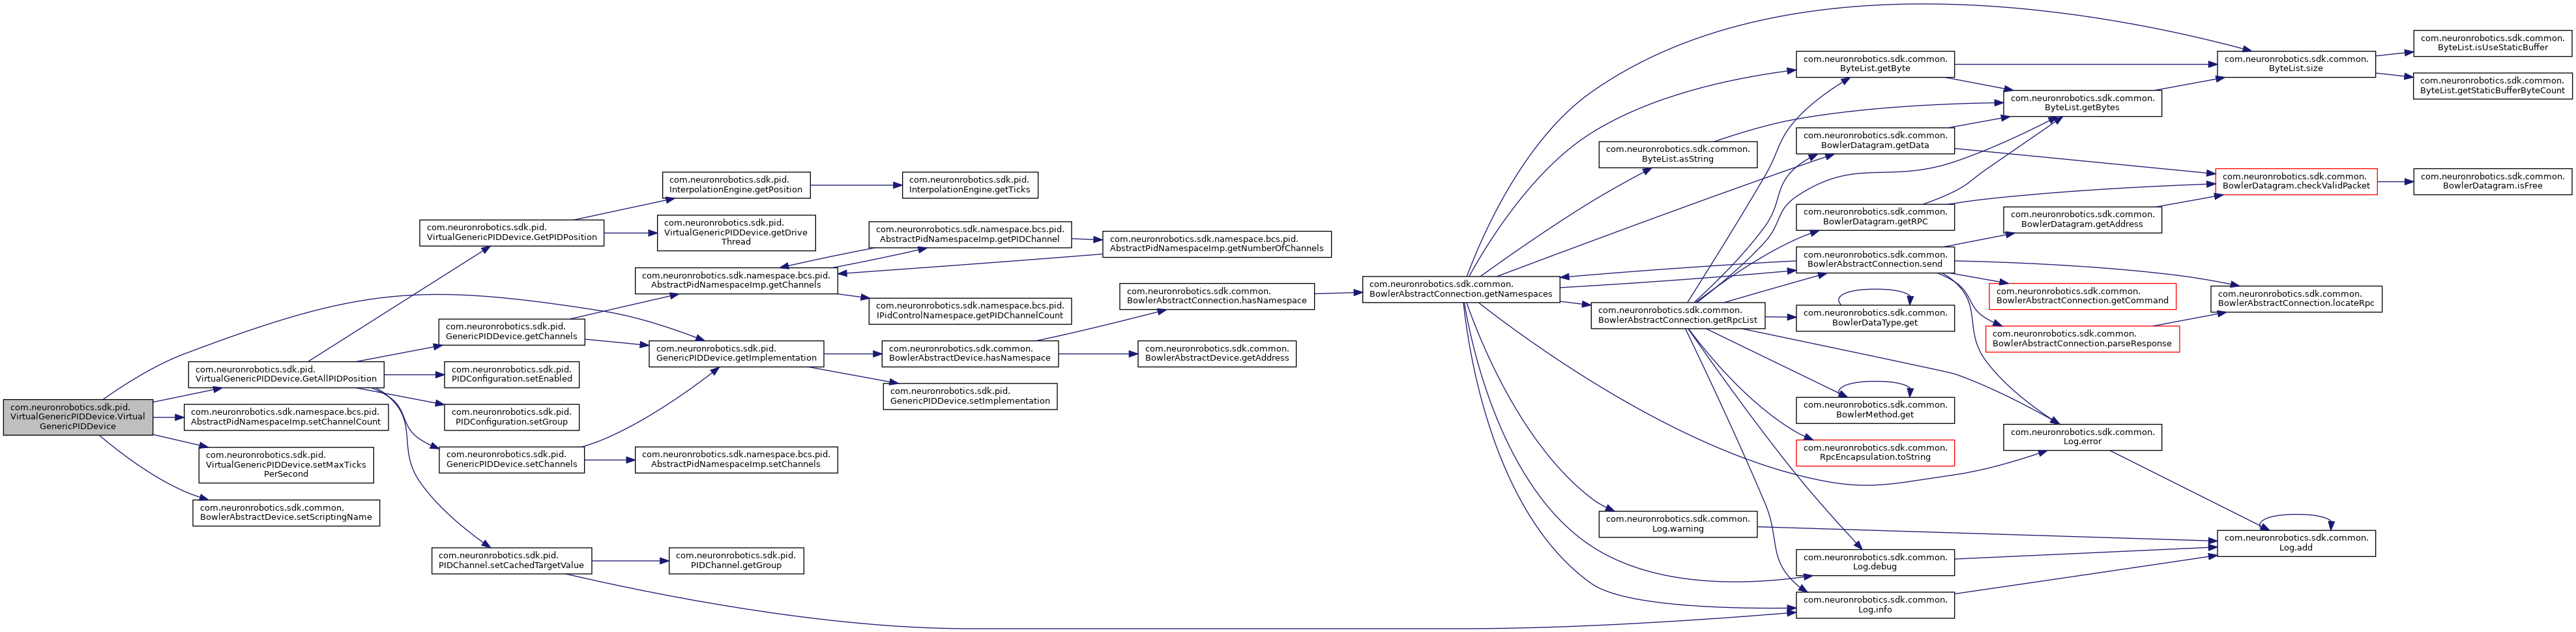 com.neuronrobotics.sdk.pid.
VirtualGenericPIDDevice.Virtual
GenericPIDDevice
com.neuronrobotics.sdk.pid.
VirtualGenericPIDDevice.GetAllPIDPosition
com.neuronrobotics.sdk.namespace.bcs.pid.
AbstractPidNamespaceImp.setChannelCount
com.neuronrobotics.sdk.pid.
VirtualGenericPIDDevice.setMaxTicks
PerSecond
com.neuronrobotics.sdk.common.
BowlerAbstractDevice.setScriptingName
com.neuronrobotics.sdk.pid.
VirtualGenericPIDDevice.GetPIDPosition
com.neuronrobotics.sdk.pid.
GenericPIDDevice.getChannels
com.neuronrobotics.sdk.pid.
PIDConfiguration.setEnabled
com.neuronrobotics.sdk.pid.
PIDConfiguration.setGroup
com.neuronrobotics.sdk.pid.
GenericPIDDevice.setChannels
com.neuronrobotics.sdk.pid.
PIDChannel.setCachedTargetValue
com.neuronrobotics.sdk.pid.
InterpolationEngine.getPosition
com.neuronrobotics.sdk.pid.
VirtualGenericPIDDevice.getDrive
Thread
com.neuronrobotics.sdk.namespace.bcs.pid.
AbstractPidNamespaceImp.getChannels
com.neuronrobotics.sdk.pid.
GenericPIDDevice.getImplementation
com.neuronrobotics.sdk.namespace.bcs.pid.
AbstractPidNamespaceImp.setChannels
com.neuronrobotics.sdk.pid.
PIDChannel.getGroup
com.neuronrobotics.sdk.pid.
InterpolationEngine.getTicks
com.neuronrobotics.sdk.namespace.bcs.pid.
AbstractPidNamespaceImp.getPIDChannel
com.neuronrobotics.sdk.namespace.bcs.pid.
IPidControlNamespace.getPIDChannelCount
com.neuronrobotics.sdk.common.
BowlerAbstractDevice.hasNamespace
com.neuronrobotics.sdk.pid.
GenericPIDDevice.setImplementation
com.neuronrobotics.sdk.namespace.bcs.pid.
AbstractPidNamespaceImp.getNumberOfChannels
com.neuronrobotics.sdk.common.
BowlerAbstractConnection.hasNamespace
com.neuronrobotics.sdk.common.
BowlerAbstractDevice.getAddress
com.neuronrobotics.sdk.common.
BowlerAbstractConnection.getNamespaces
com.neuronrobotics.sdk.common.
ByteList.asString
com.neuronrobotics.sdk.common.
BowlerAbstractConnection.getRpcList
com.neuronrobotics.sdk.common.
Log.warning
com.neuronrobotics.sdk.common.
ByteList.getByte
com.neuronrobotics.sdk.common.
BowlerDatagram.getData
com.neuronrobotics.sdk.common.
BowlerDatagram.getRPC
com.neuronrobotics.sdk.common.
BowlerAbstractConnection.send
com.neuronrobotics.sdk.common.
BowlerDataType.get
com.neuronrobotics.sdk.common.
BowlerMethod.get
com.neuronrobotics.sdk.common.
RpcEncapsulation.toString
com.neuronrobotics.sdk.common.
Log.debug
com.neuronrobotics.sdk.common.
Log.info
com.neuronrobotics.sdk.common.
ByteList.getBytes
com.neuronrobotics.sdk.common.
BowlerDatagram.getAddress
com.neuronrobotics.sdk.common.
BowlerAbstractConnection.getCommand
com.neuronrobotics.sdk.common.
BowlerAbstractConnection.parseResponse
com.neuronrobotics.sdk.common.
Log.error
com.neuronrobotics.sdk.common.
ByteList.size
com.neuronrobotics.sdk.common.
BowlerDatagram.checkValidPacket
com.neuronrobotics.sdk.common.
BowlerAbstractConnection.locateRpc
com.neuronrobotics.sdk.common.
Log.add
com.neuronrobotics.sdk.common.
ByteList.isUseStaticBuffer
com.neuronrobotics.sdk.common.
ByteList.getStaticBufferByteCount
com.neuronrobotics.sdk.common.
BowlerDatagram.isFree